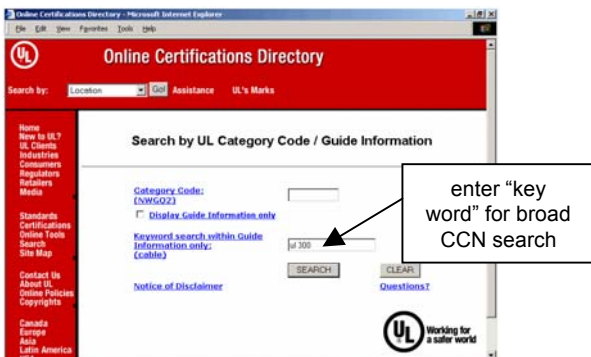 Online Certifications Directory - Microsoft Internet Explorer
File Edit View Favorites Tools Help
UL
Online Certifications Directory
Search by: Location Go! Assistance UL's Marks
Home
New to UL?
UL Clients
Industries
Consumers
Regulators
Retailers
Media
Standards
Certifications
Online Tools
Search
Site Map
Contact Us
About UL
Online Policies
Copyrights
Canada
Europe
Asia
Latin America
Search by UL Category Code / Guide Information
Category Code:
(NWGQ2)
Display Guide Information only
Keyword search within Guide
Information only:
(cable)
ul 300
SEARCH CLEAR
Notice of Disclaimer Questions?
UL Working for
a safer world
enter “key
word” for broad
CCN search